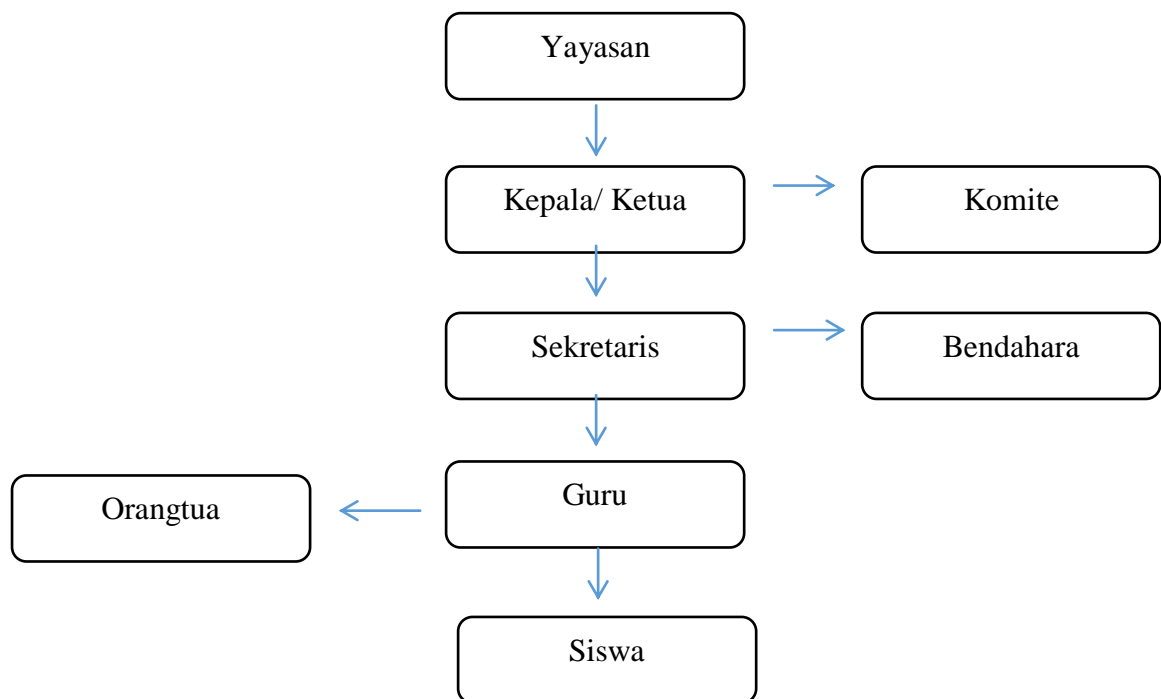 Yayasan
Kepala/ Ketua
Komite
Sekretaris
Bendahara
Guru
Orangtua
Siswa